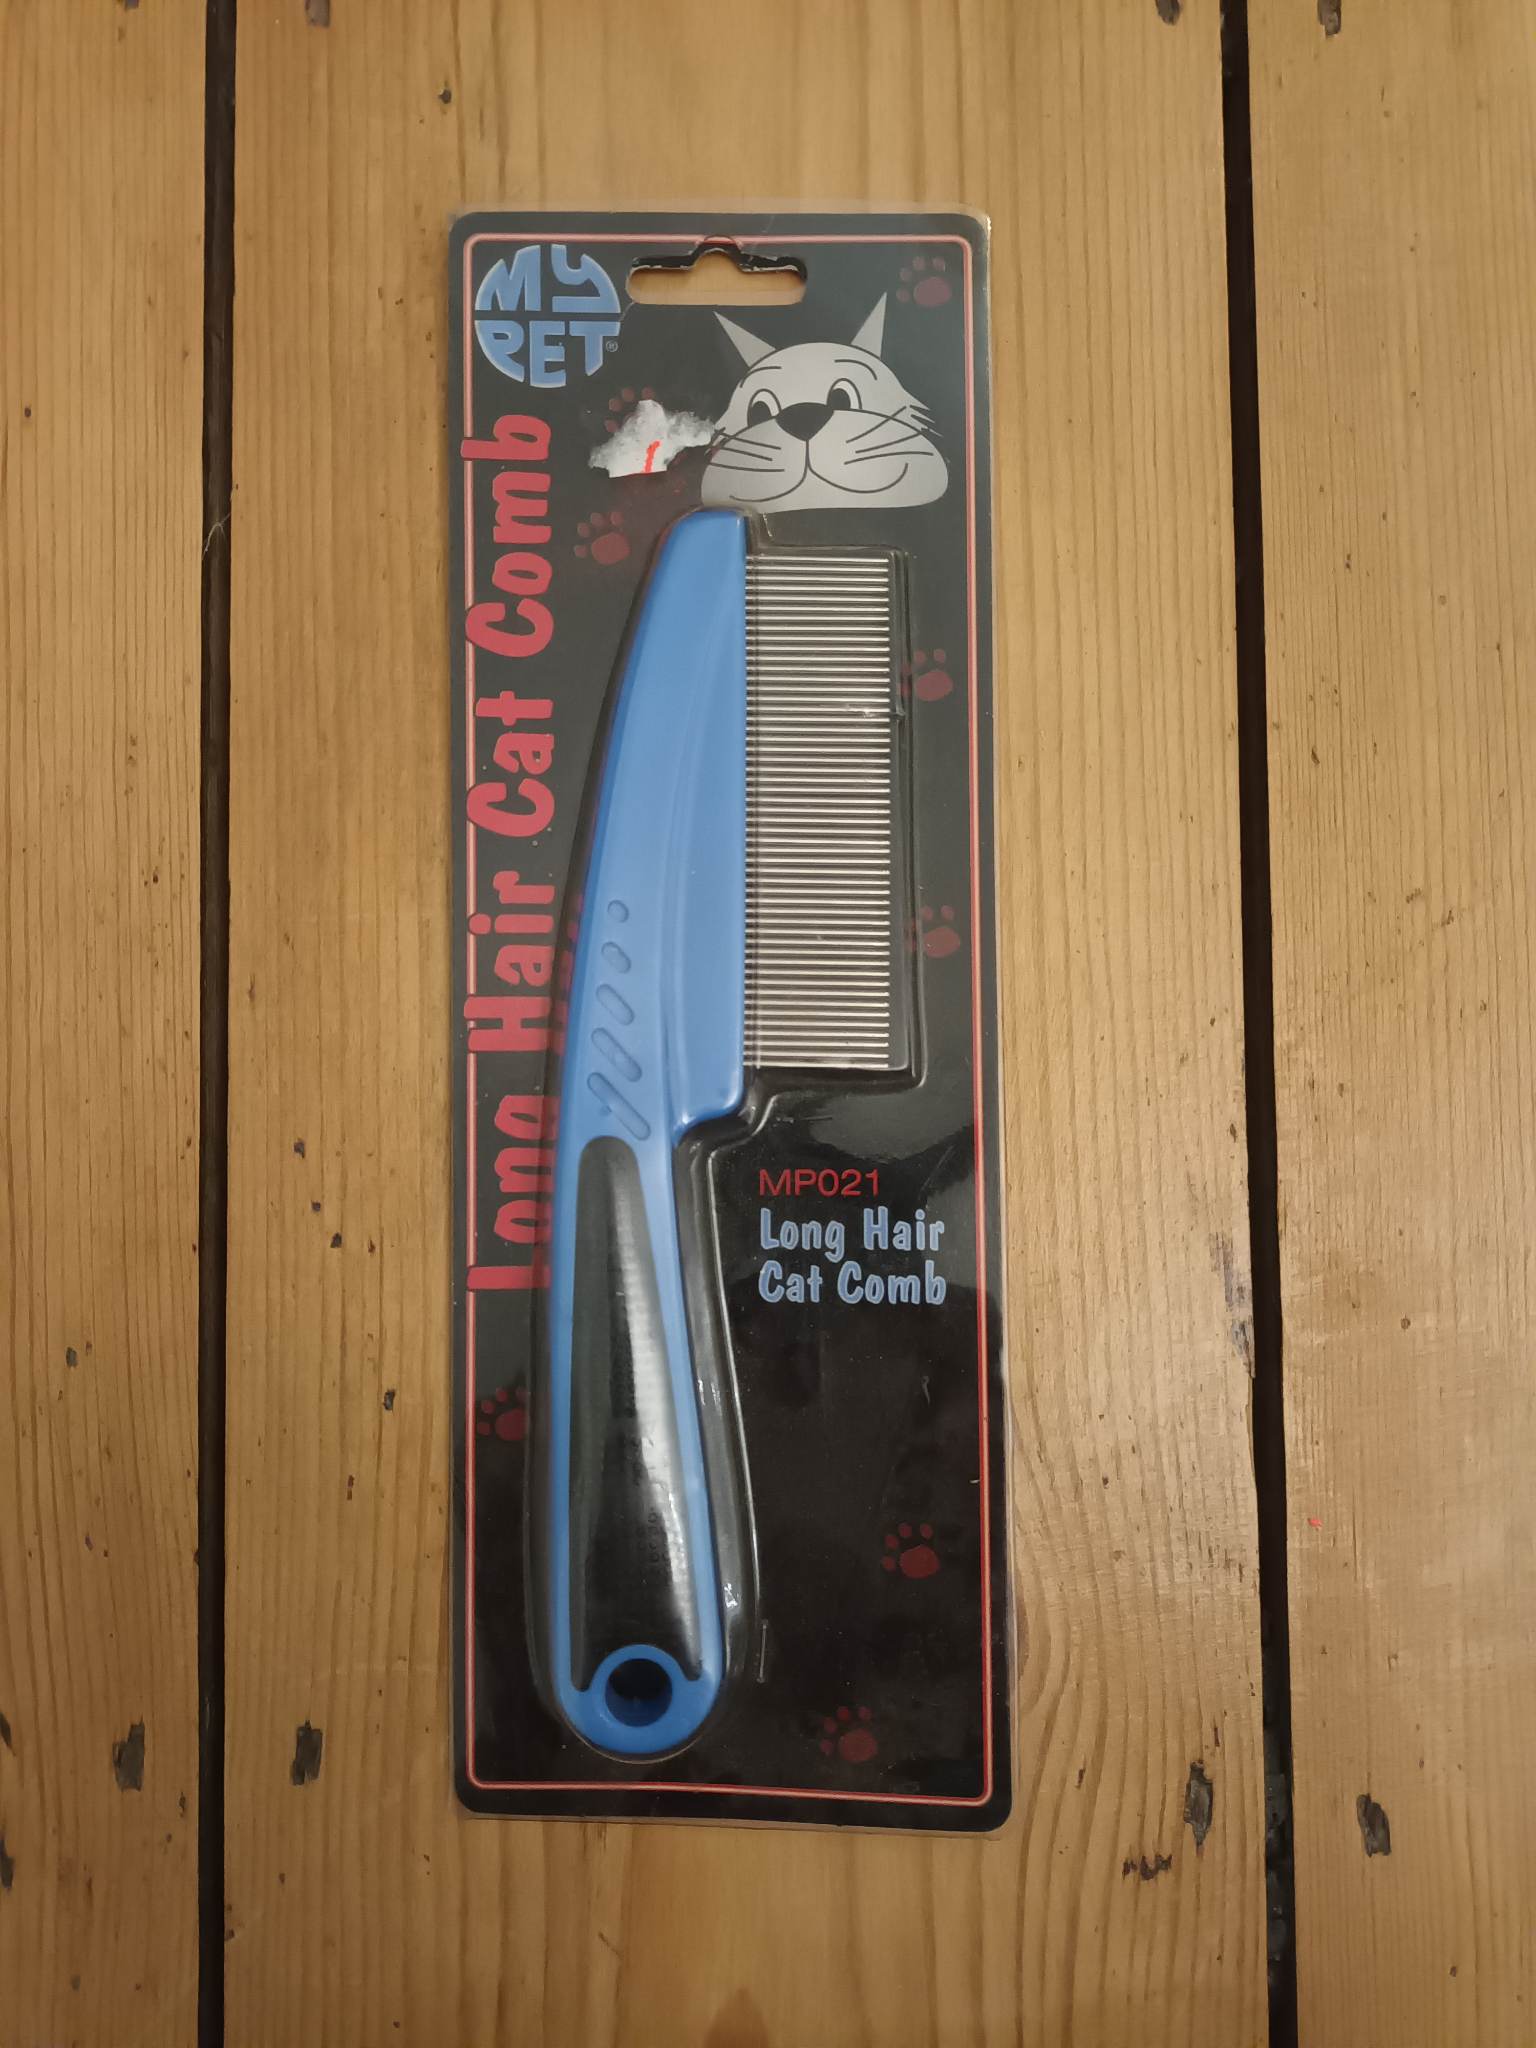 MY
PET®
Long Hair Cat Comb
MP021
Long Hair
Cat Comb